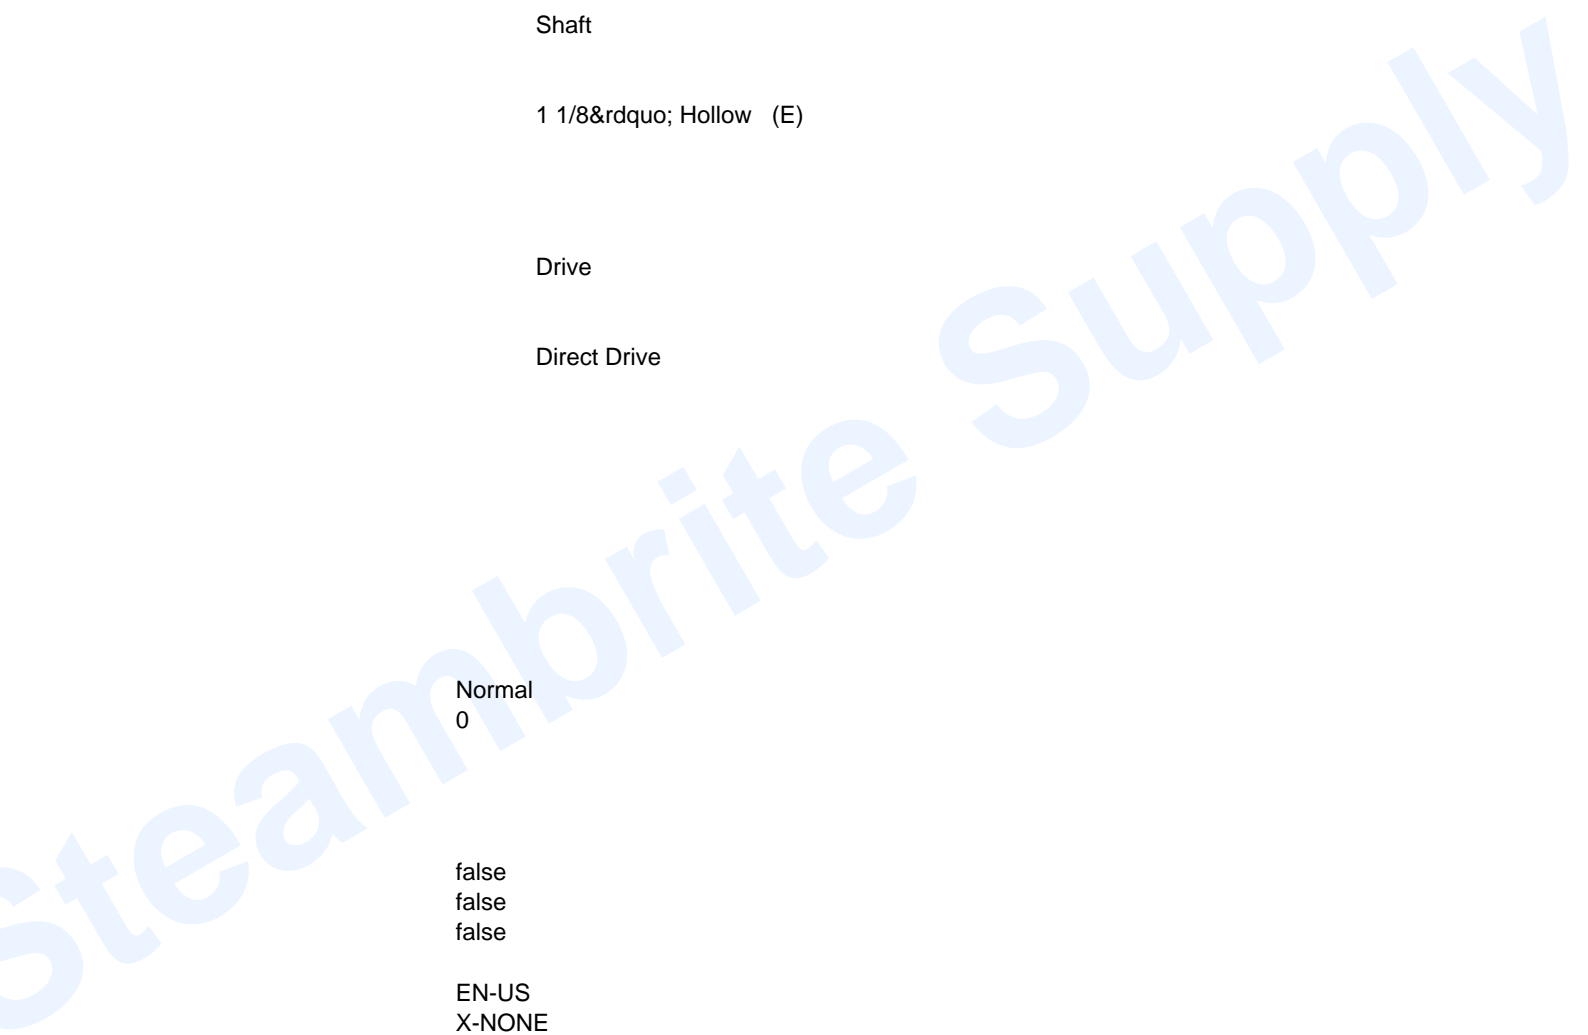 Shaft
1 1/8&rdquo; Hollow (E)
Drive
Direct Drive
Normal
0
false
false
false
EN-US
X-NONE
Steambrite Supply